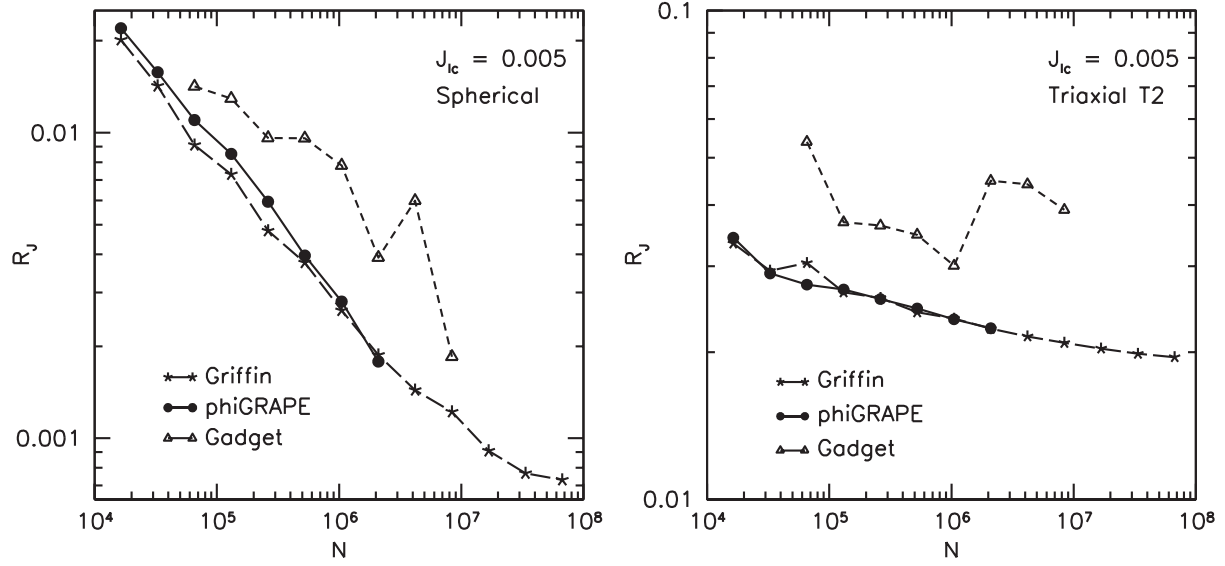 J_lc = 0.005
Spherical
0.01
0.001
R_J
Griffin
phiGRAPE
Gadget
10^4 10^5 10^6 10^7 10^8
N
0.1
J_lc = 0.005
Triaxial T2
R_J
Griffin
phiGRAPE
Gadget
0.01
10^4 10^5 10^6 10^7 10^8
N